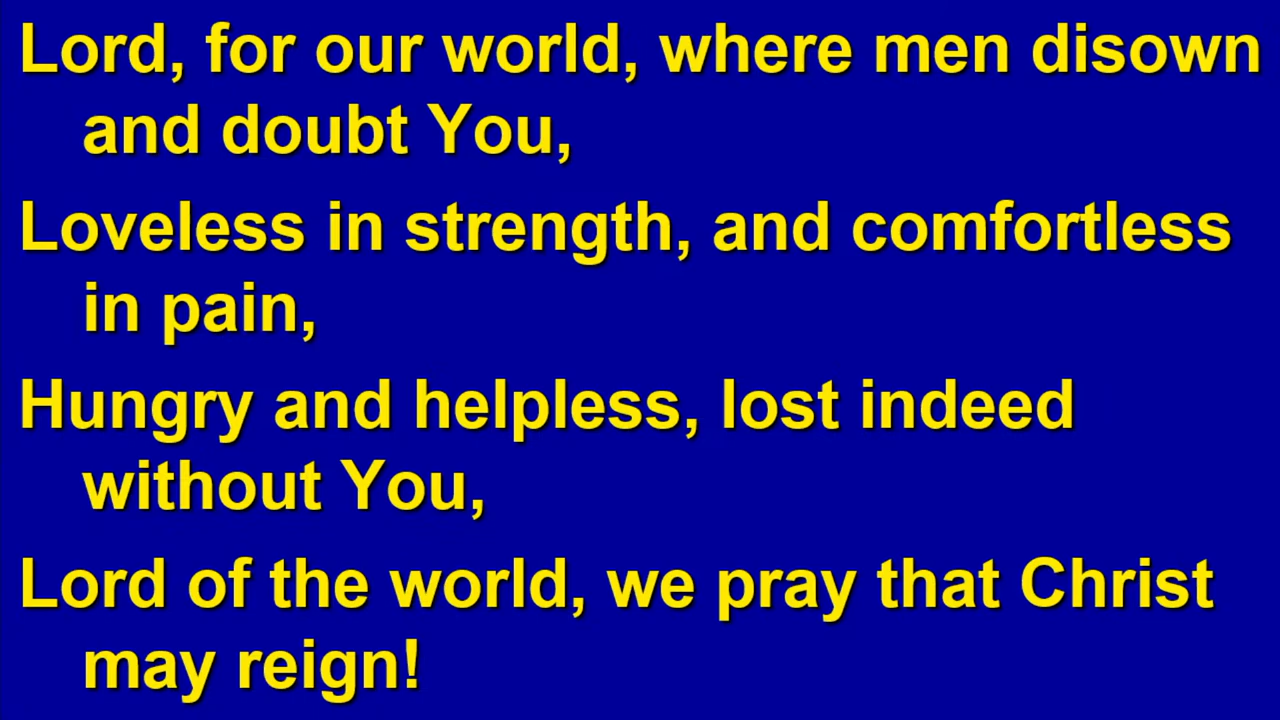 Lord, for our world, where men disown
and doubt You,
Loveless in strength, and comfortless
in pain,
Hungry and helpless, lost indeed
without You,
Lord of the world, we pray that Christ
may reign!